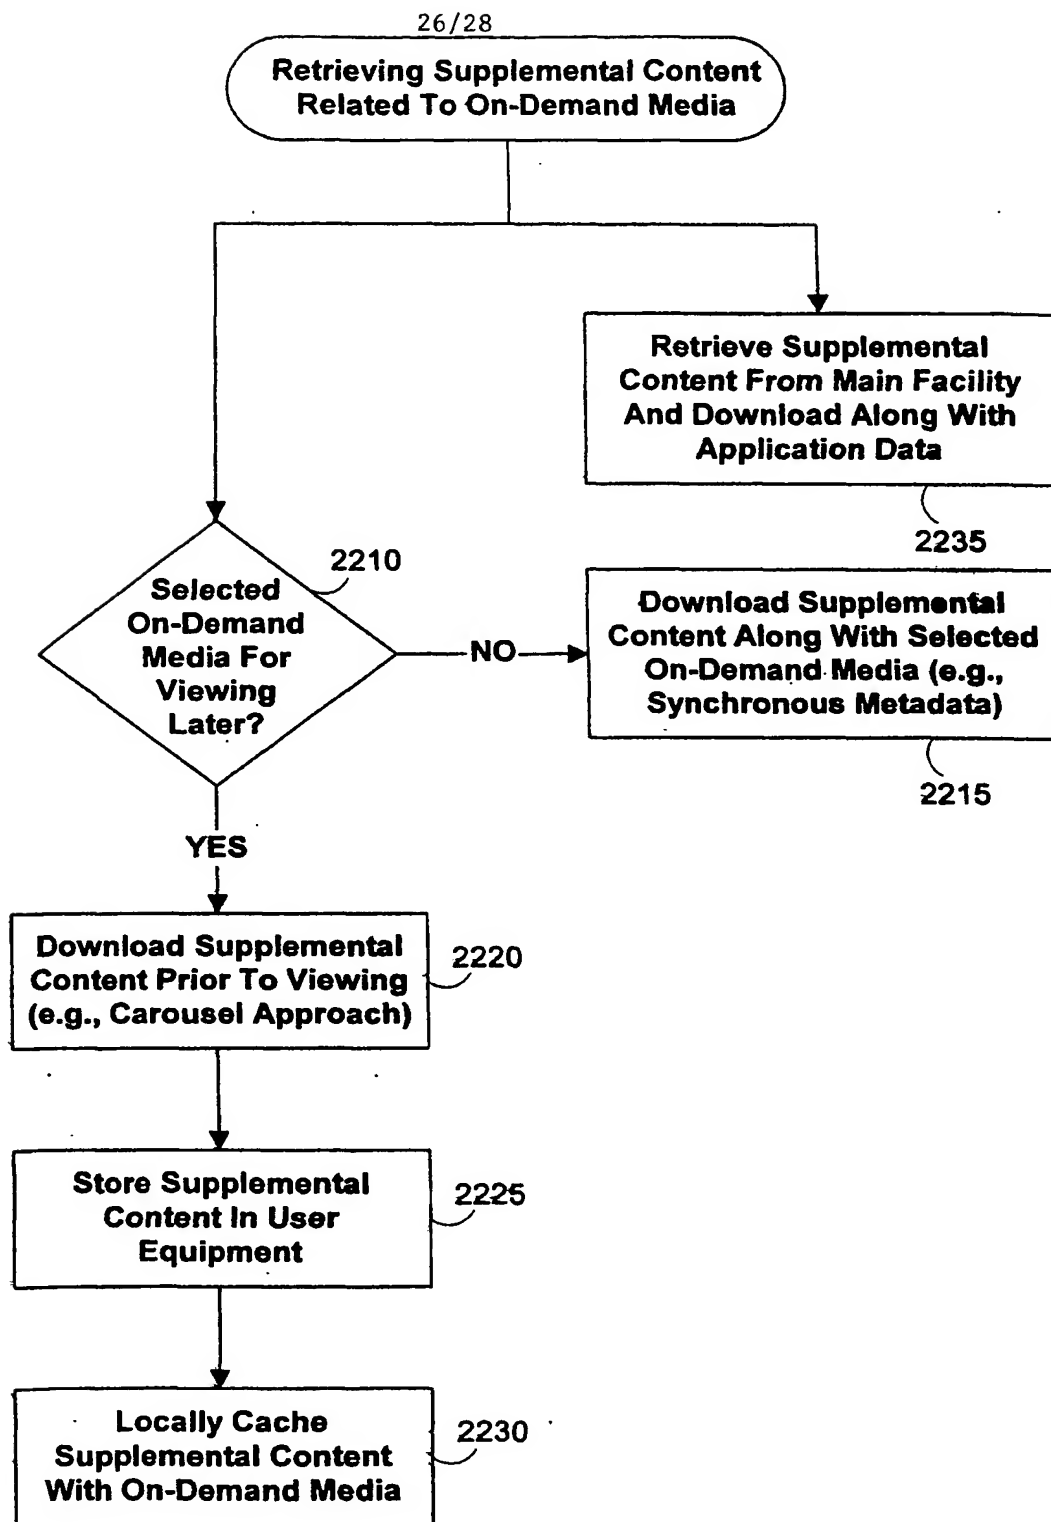 26/28
Retrieving Supplemental Content
Related To On-Demand Media
Retrieve Supplemental
Content From Main Facility
And Download Along With
Application Data
2235
Selected
On-Demand
Media For
Viewing
Later?
2210
NO
Download Supplemental
Content Along With Selected
On-Demand Media (e.g.,
Synchronous Metadata)
2215
YES
Download Supplemental
Content Prior To Viewing
(e.g., Carousel Approach)
2220
Store Supplemental
Content In User
Equipment
2225
Locally Cache
Supplemental Content
With On-Demand Media
2230